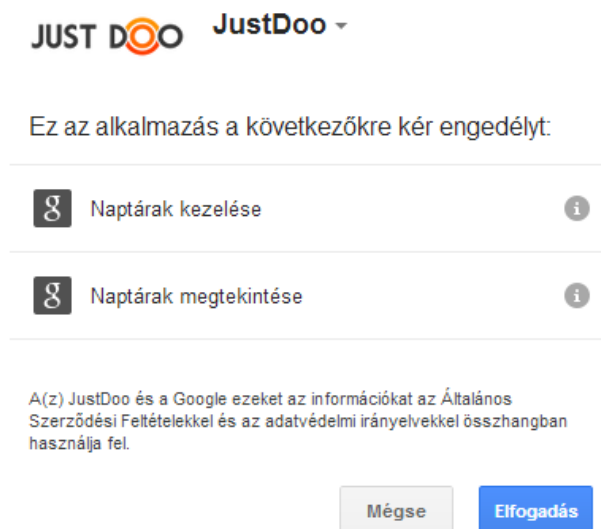 JUST DOO JustDoo
Ez az alkalmazás a következőkre kér engedélyt:
g Naptárak kezelése i
g Naptárak megtekintése i
A(z) JustDoo és a Google ezeket az információkat az Általános
Szerződési Feltételekkel és az adatvédelmi irányelvekkel összhangban
használja fel.
Mégse Elfogadás